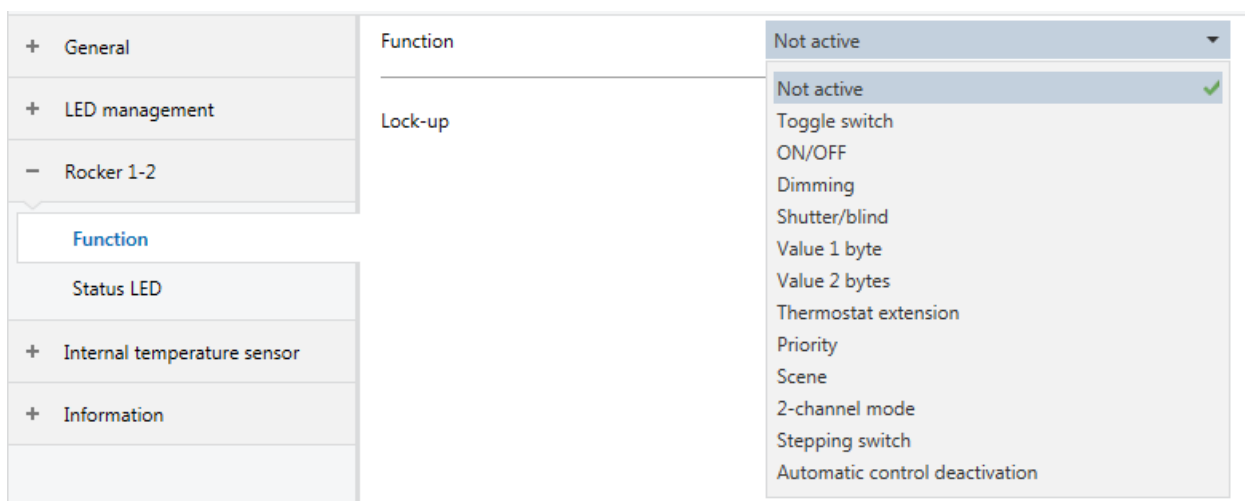 General
LED management
Rocker 1-2
Function
Status LED
Internal temperature sensor
Information
Function
Not active
Lock-up
Not active
Toggle switch
ON/OFF
Dimming
Shutter/blind
Value 1 byte
Value 2 bytes
Thermostat extension
Priority
Scene
2-channel mode
Stepping switch
Automatic control deactivation